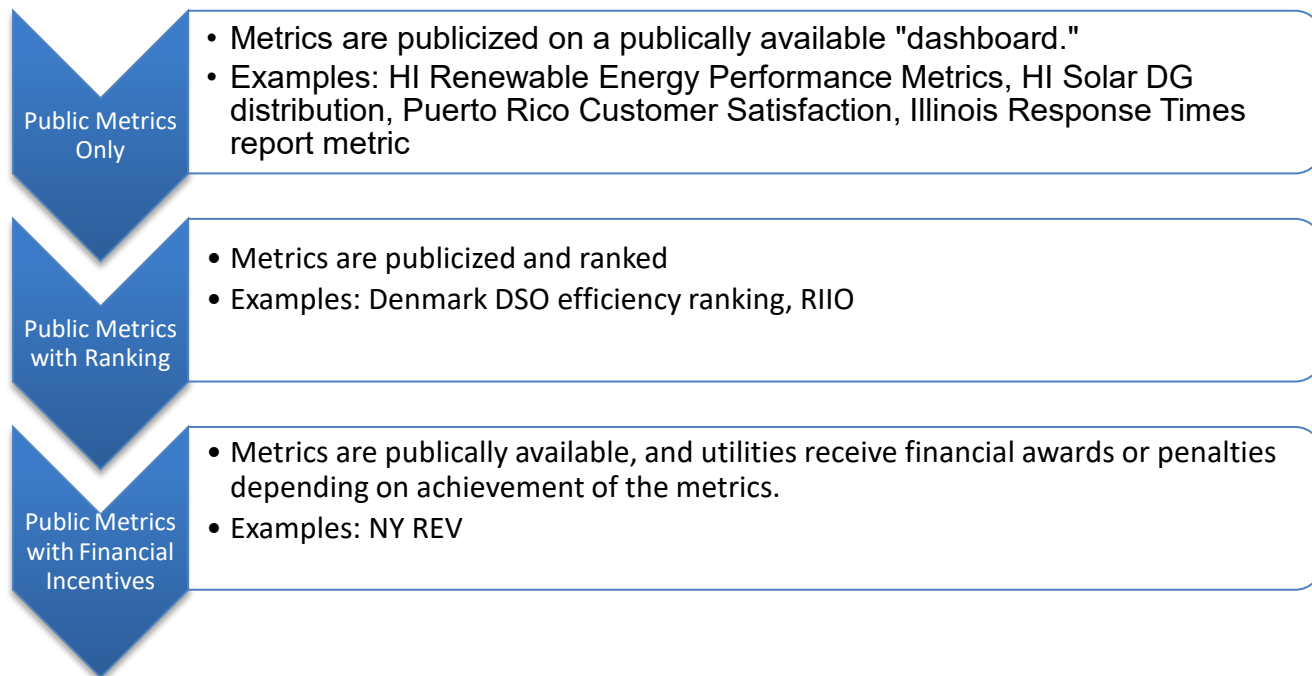 Public Metrics
Only
• Metrics are publicized on a publically available "dashboard."
• Examples: HI Renewable Energy Performance Metrics, HI Solar DG
distribution, Puerto Rico Customer Satisfaction, Illinois Response Times
report metric
Public Metrics
with Ranking
• Metrics are publicized and ranked
• Examples: Denmark DSO efficiency ranking, RIIO
Public Metrics
with Financial
Incentives
• Metrics are publically available, and utilities receive financial awards or penalties
depending on achievement of the metrics.
• Examples: NY REV